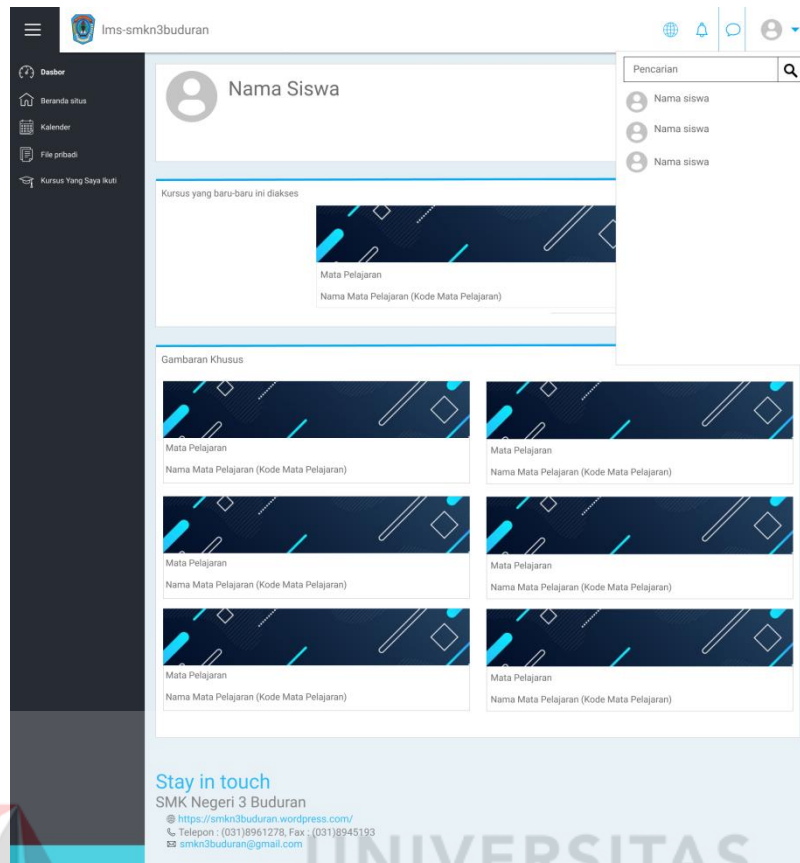 lms-smkn3buduran
Dasbor
Beranda situs
Kalender
File pribadi
Kursus Yang Saya Ikuti
Nama Siswa
Pencarian
Nama siswa
Nama siswa
Nama siswa
Kursus yang baru-baru ini diakses
Mata Pelajaran
Nama Mata Pelajaran (Kode Mata Pelajaran)
Gambaran Khusus
Mata Pelajaran
Nama Mata Pelajaran (Kode Mata Pelajaran)
Mata Pelajaran
Nama Mata Pelajaran (Kode Mata Pelajaran)
Mata Pelajaran
Nama Mata Pelajaran (Kode Mata Pelajaran)
Mata Pelajaran
Nama Mata Pelajaran (Kode Mata Pelajaran)
Mata Pelajaran
Nama Mata Pelajaran (Kode Mata Pelajaran)
Mata Pelajaran
Nama Mata Pelajaran (Kode Mata Pelajaran)
Stay in touch
SMK Negeri 3 Buduran
https://smkn3buduran.wordpress.com/
Telepon : (031)8961278, Fax : (031)8945193
smkn3buduran@gmail.com
UNIVERSITAS